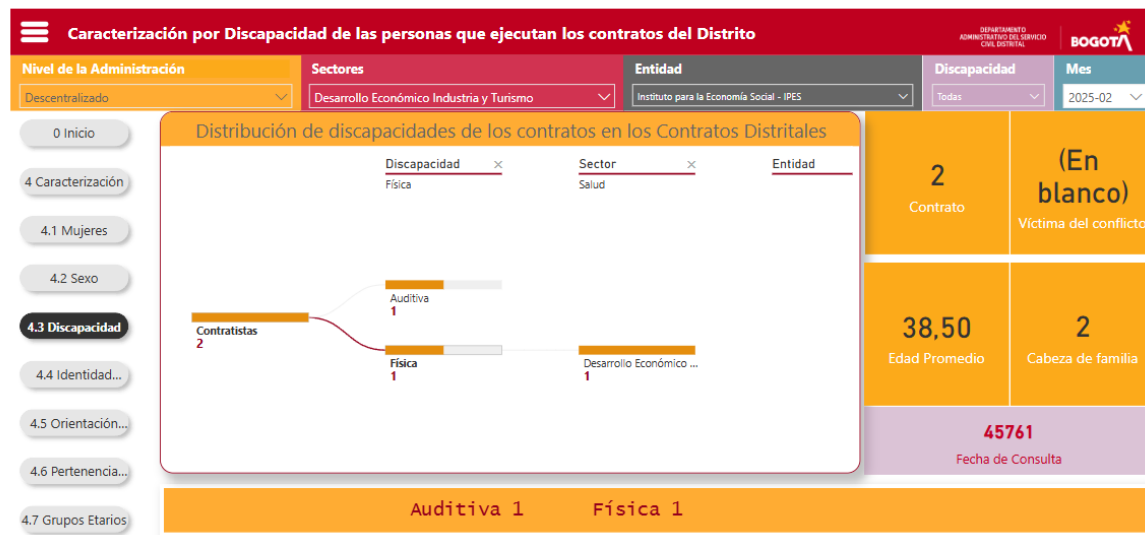 Caracterización por Discapacidad de las personas que ejecutan los contratos del Distrito
DEPARTAMENTO
ADMINISTRATIVO DEL SERVICIO
CIVIL DISTRITAL
BOGOTÁ
Nivel de la Administración
Sectores
Entidad
Discapacidad
Mes
Descentralizado
Desarrollo Económico Industria y Turismo
Instituto para la Economía Social - IPES
Todas
2025-02
0 Inicio
4 Caracterización
4.1 Mujeres
4.2 Sexo
4.3 Discapacidad
4.4 Identidad...
4.5 Orientación...
4.6 Pertenencia...
4.7 Grupos Etarios
Distribución de discapacidades de los contratos en los Contratos Distritales
Discapacidad ×
Sector ×
Entidad
Física
Salud
Contratistas
2
Auditiva
1
Física
1
Desarrollo Económico ...
1
2
Contrato
(En
blanco)
Víctima del conflicto
38,50
Edad Promedio
2
Cabeza de familia
45761
Fecha de Consulta
Auditiva 1 Física 1